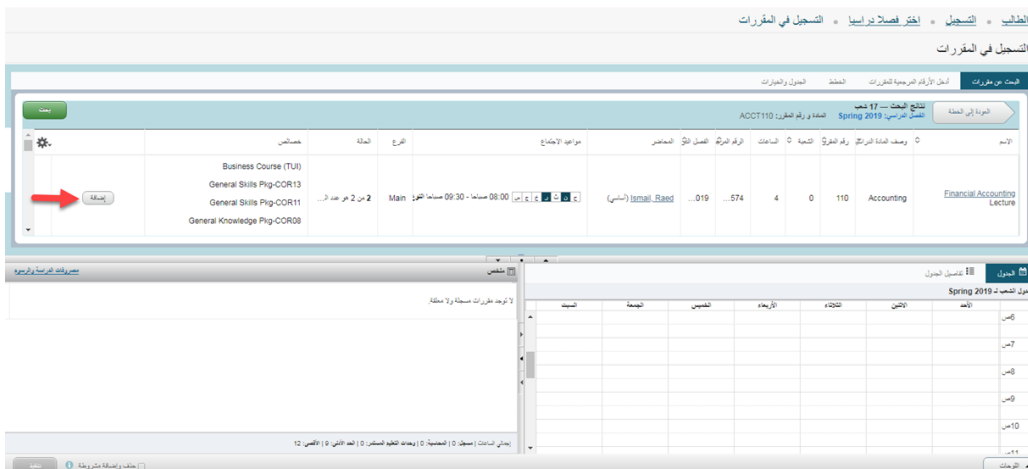 الطالب • التسجيل • اختر فصلا دراسيا • التسجيل في المقررات
التسجيل في المقررات
البحث عن مقررات
أدخل الأرقام المرجعية للمقررات
الخطط
الجدول والخيارات
العودة إلى الخطة
نتائج البحث — 17 شعب
الفصل الدراسي: Spring 2019 المادة و رقم المقرر: ACCT110
بحث
الاسم
وصف المادة الدراسية
رقم المقرر
الشعبة
الساعات
المحاضر
مواعيد الاجتماع
الفرع
الحالة
خصائص
Financial Accounting
Lecture
Accounting
110
0
4
574...
019...
Ismail, Raed (أساسي)
08:00 صباحا - 09:30 صباحا
Main
2 من 2 هو عدد الـ...
Business Course (TUI)
General Skills Pkg-COR13
General Skills Pkg-COR11
General Knowledge Pkg-COR08
إضافة
الجدول
تفاصيل الجدول
جدول الشعب لـ Spring 2019
الأحد
الاثنين
الثلاثاء
الأربعاء
الخميس
الجمعة
السبت
6ص
7ص
8ص
9ص
10ص
11ص
ملخص
مصروفات الدراسة والرسوم
لا توجد مقررات مسجلة ولا معلقة.
إجمالي الساعات | مسجل: 0 | المحاسبة: 0 | وحدات التعليم المستمر: 0 | الحد الأدنى: 0 | الأقصى: 12
اللوحات
حذف وإضافة مشروطة
تنفيذ